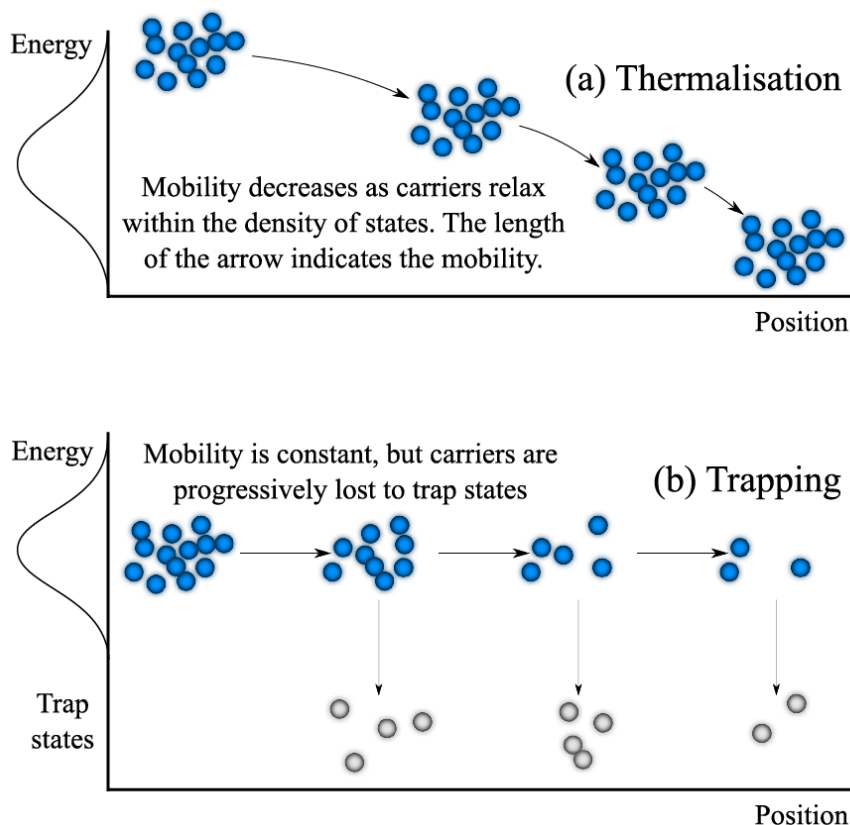 Energy
(a) Thermalisation
Mobility decreases as carriers relax
within the density of states. The length
of the arrow indicates the mobility.
Position
Energy
Mobility is constant, but carriers are
progressively lost to trap states
(b) Trapping
Trap
states
Position